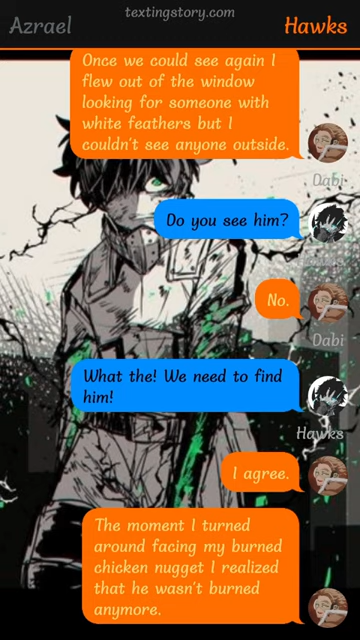 textingstory.com
Azrael
Hawks
Once we could see again I
flew out of the window
looking for someone with
white feathers but I
couldn't see anyone outside.
Dabi
Do you see him?
No.
Dabi
What the! We need to find
him!
Hawks
I agree.
The moment I turned
around facing my burned
chicken nugget I realized
that he wasn't burned
anymore.